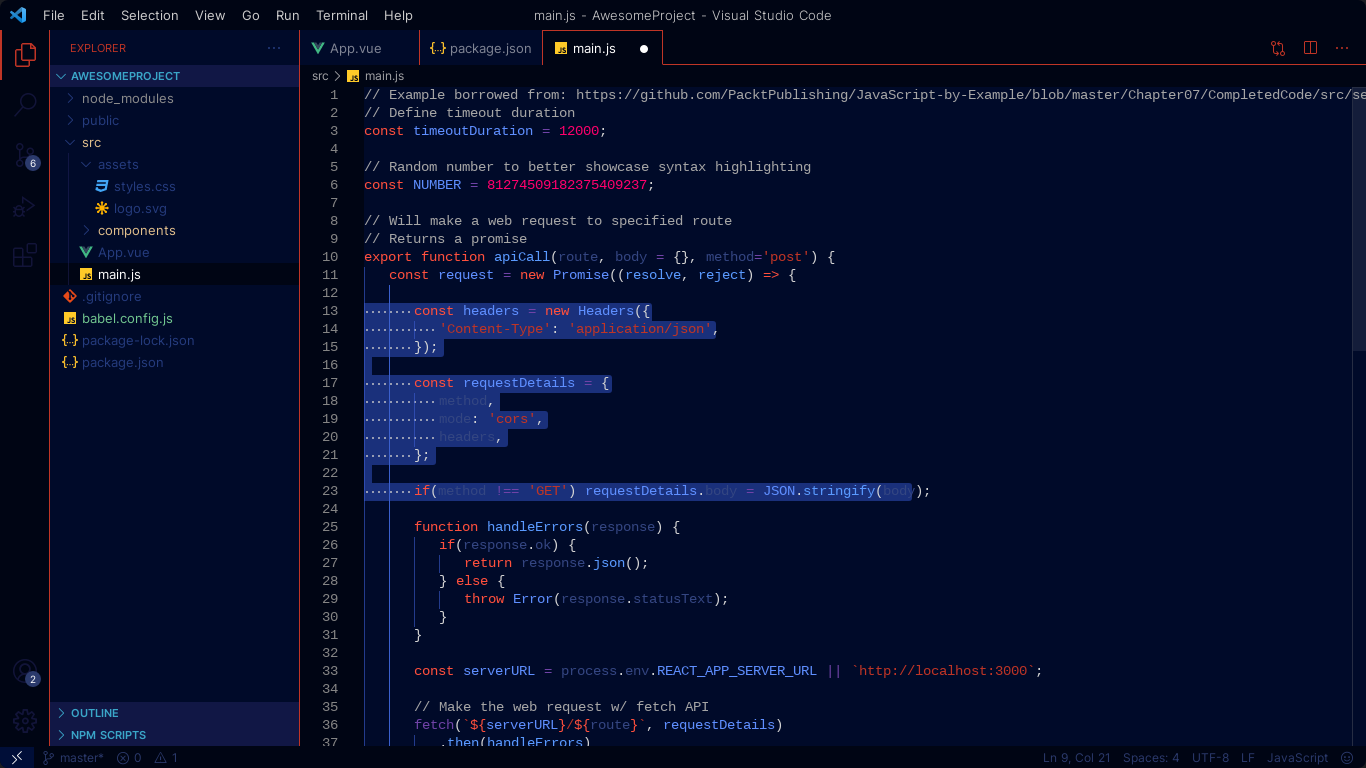 File Edit Selection View Go Run Terminal Help
main.js - AwesomeProject - Visual Studio Code
EXPLORER
AWESOMEPROJECT
node_modules
public
src
assets
styles.css
logo.svg
components
App.vue
main.js
.gitignore
babel.config.js
package-lock.json
package.json
OUTLINE
NPM SCRIPTS
6
2
App.vue package.json main.js
src > main.js
1 // Example borrowed from: https://github.com/PacktPublishing/JavaScript-by-Example/blob/master/Chapter07/CompletedCode/src/se
2 // Define timeout duration
3 const timeoutDuration = 12000;
4
5 // Random number to better showcase syntax highlighting
6 const NUMBER = 81274509182375409237;
7
8 // Will make a web request to specified route
9 // Returns a promise
10 export function apiCall(route, body = {}, method='post') {
11 const request = new Promise((resolve, reject) => {
12
13 const headers = new Headers({
14 'Content-Type': 'application/json',
15 });
16
17 const requestDetails = {
18 method,
19 mode: 'cors',
20 headers,
21 };
22
23 if(method !== 'GET') requestDetails.body = JSON.stringify(body);
24
25 function handleErrors(response) {
26 if(response.ok) {
27 return response.json();
28 } else {
29 throw Error(response.statusText);
30 }
31 }
32
33 const serverURL = process.env.REACT_APP_SERVER_URL || `http://localhost:3000`;
34
35 // Make the web request w/ fetch API
36 fetch(`${serverURL}/${route}`, requestDetails)
37 .then(handleErrors)
master* 0 1
Ln 9, Col 21 Spaces: 4 UTF-8 LF JavaScript